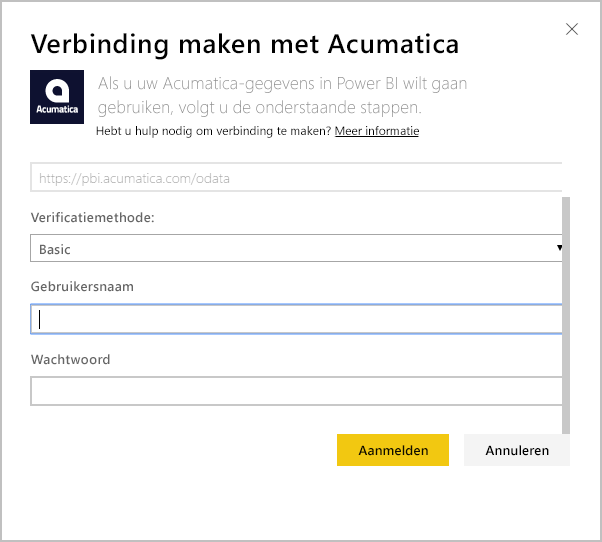 Verbinding maken met Acumatica
Acumatica
Als u uw Acumatica-gegevens in Power BI wilt gaan
gebruiken, volgt u de onderstaande stappen.
Hebt u hulp nodig om verbinding te maken? Meer informatie
https://pbi.acumatica.com/odata
Verificatiemethode:
Basic
Gebruikersnaam
Wachtwoord
Aanmelden Annuleren